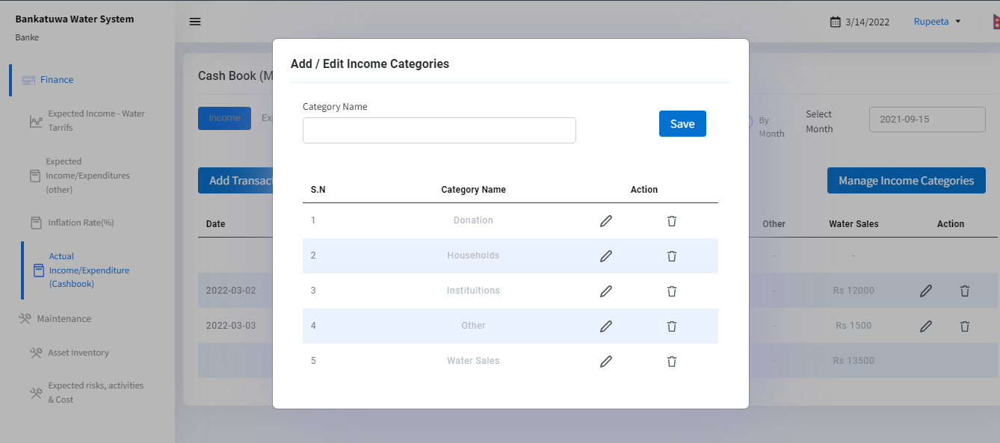 Bankatuwa Water System
Banke
3/14/2022
Rupeeta
Finance
Expected Income - Water
Tarrifs
Expected
Income/Expenditures
(other)
Inflation Rate(%)
Actual
Income/Expenditure
(Cashbook)
Maintenance
Asset Inventory
Expected risks, activities
& Cost
Cash Book (M
Income
Ex
By
Month
Select
Month
2021-09-15
Add Transact
Manage Income Categories
Date
Other
Water Sales
Action
- -
2022-03-02 - Rs 12000
2022-03-03 - Rs 1500
- Rs 13500
Add / Edit Income Categories
Category Name
Save
S.N Category Name Action
1 Donation
2 Households
3 Instituitions
4 Other
5 Water Sales